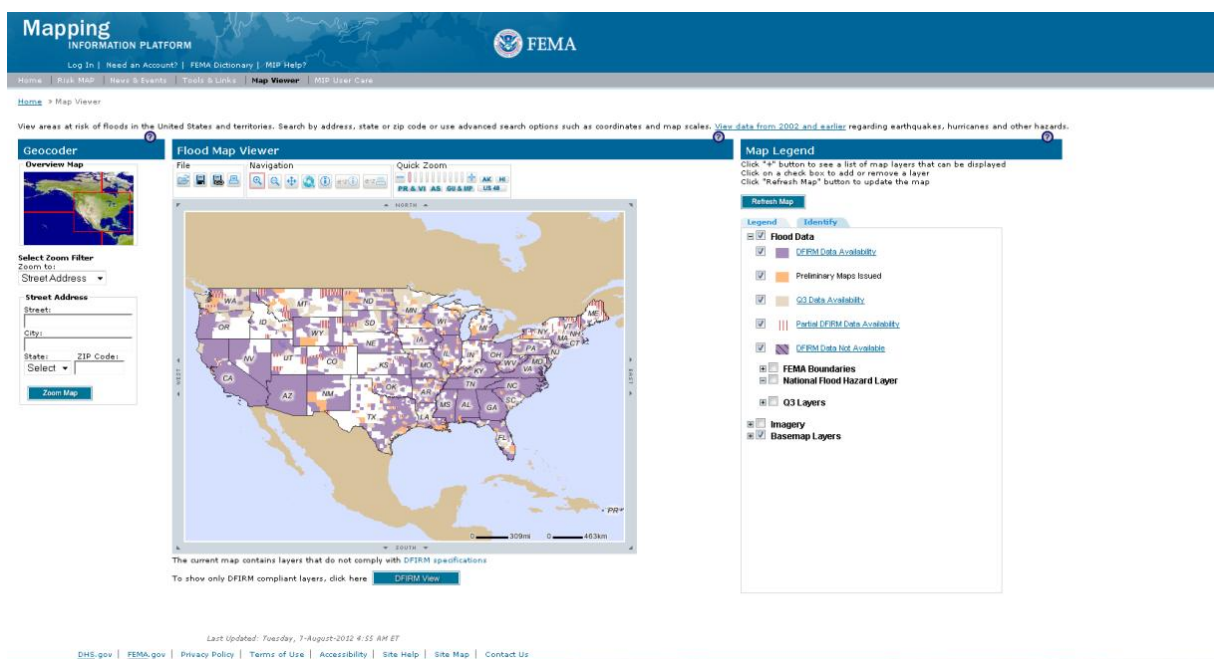 Mapping
INFORMATION PLATFORM
FEMA
Log In | Need an Account? | FEMA Dictionary | MIP Help?
Home | Risk MAP | News & Events | Tools & Links | Map Viewer | MIP User Care
Home » Map Viewer
View areas at risk of floods in the United States and territories. Search by address, state or zip code or use advanced search options such as coordinates and map scales. View data from 2002 and earlier regarding earthquakes, hurricanes and other hazards.
Geocoder
Overview Map
Select Zoom Filter
Zoom to:
Street Address
Street Address
Street:
City:
State: ZIP Code:
Select
Zoom Map
Flood Map Viewer
File Navigation Quick Zoom
AK HI
PR & VI AS GU & MP US 48
NORTH
WEST
EAST
WA MT ND MN ME
OR ID WY SD WI MI VT NH
NY MA CT
NV UT CO NE IA IL IN OH PA NJ
CA KS MO KY WV VA MD
AZ NM OK AR TN NC
TX LA MS AL GA SC
FL
PR
0 309mi 0 463km
SOUTH
The current map contains layers that do not comply with DFIRM specifications
To show only DFIRM compliant layers, click here DFIRM View
Map Legend
Click "+" button to see a list of map layers that can be displayed
Click on a check box to add or remove a layer
Click "Refresh Map" button to update the map
Refresh Map
Legend Identify
Flood Data
DFIRM Data Availability
Preliminary Maps Issued
Q3 Data Availability
Partial DFIRM Data Availability
DFIRM Data Not Available
FEMA Boundaries
National Flood Hazard Layer
Q3 Layers
Imagery
Basemap Layers
Last Updated: Tuesday, 7-August-2012 4:55 AM ET
DHS.gov | FEMA.gov | Privacy Policy | Terms of Use | Accessibility | Site Help | Site Map | Contact Us